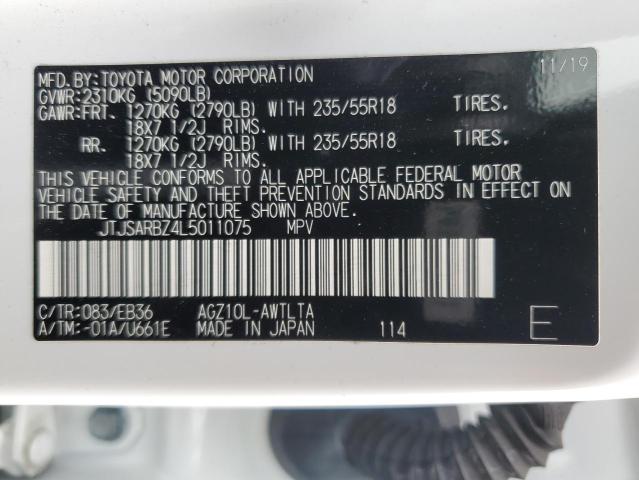 MFD.BY:TOYOTA MOTOR CORPORATION 11/19
GVWR:2310KG (5090LB)
GAWR:FRT. 1270KG (2790LB) WITH 235/55R18 TIRES.
18X7 1/2J RIMS.
RR. 1270KG (2790LB) WITH 235/55R18 TIRES.
18X7 1/2J RIMS.
THIS VEHICLE CONFORMS TO ALL APPLICABLE FEDERAL MOTOR
VEHICLE SAFETY AND THEFT PREVENTION STANDARDS IN EFFECT ON
THE DATE OF MANUFACTURE SHOWN ABOVE.
JTJSARBZ4L5011075 MPV
C/TR:083/EB36 AGZ10L-AWTLTA
A/TM:-01A/U661E MADE IN JAPAN 114 E